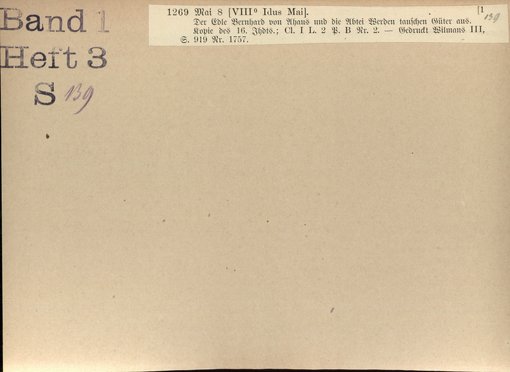 Band 1
Heft 3
S 139
1269 Mai 8 [VIII⁰ Idus Mai]. [1
139
Der Edle Bernhard von Ahaus und die Abtei Werden tauschen Güter aus.
Kopie des 16. Jhdts.; Cl. I L. 2 P. B Nr. 2. — Gedruckt Wilmans III,
S. 919 Nr. 1757.